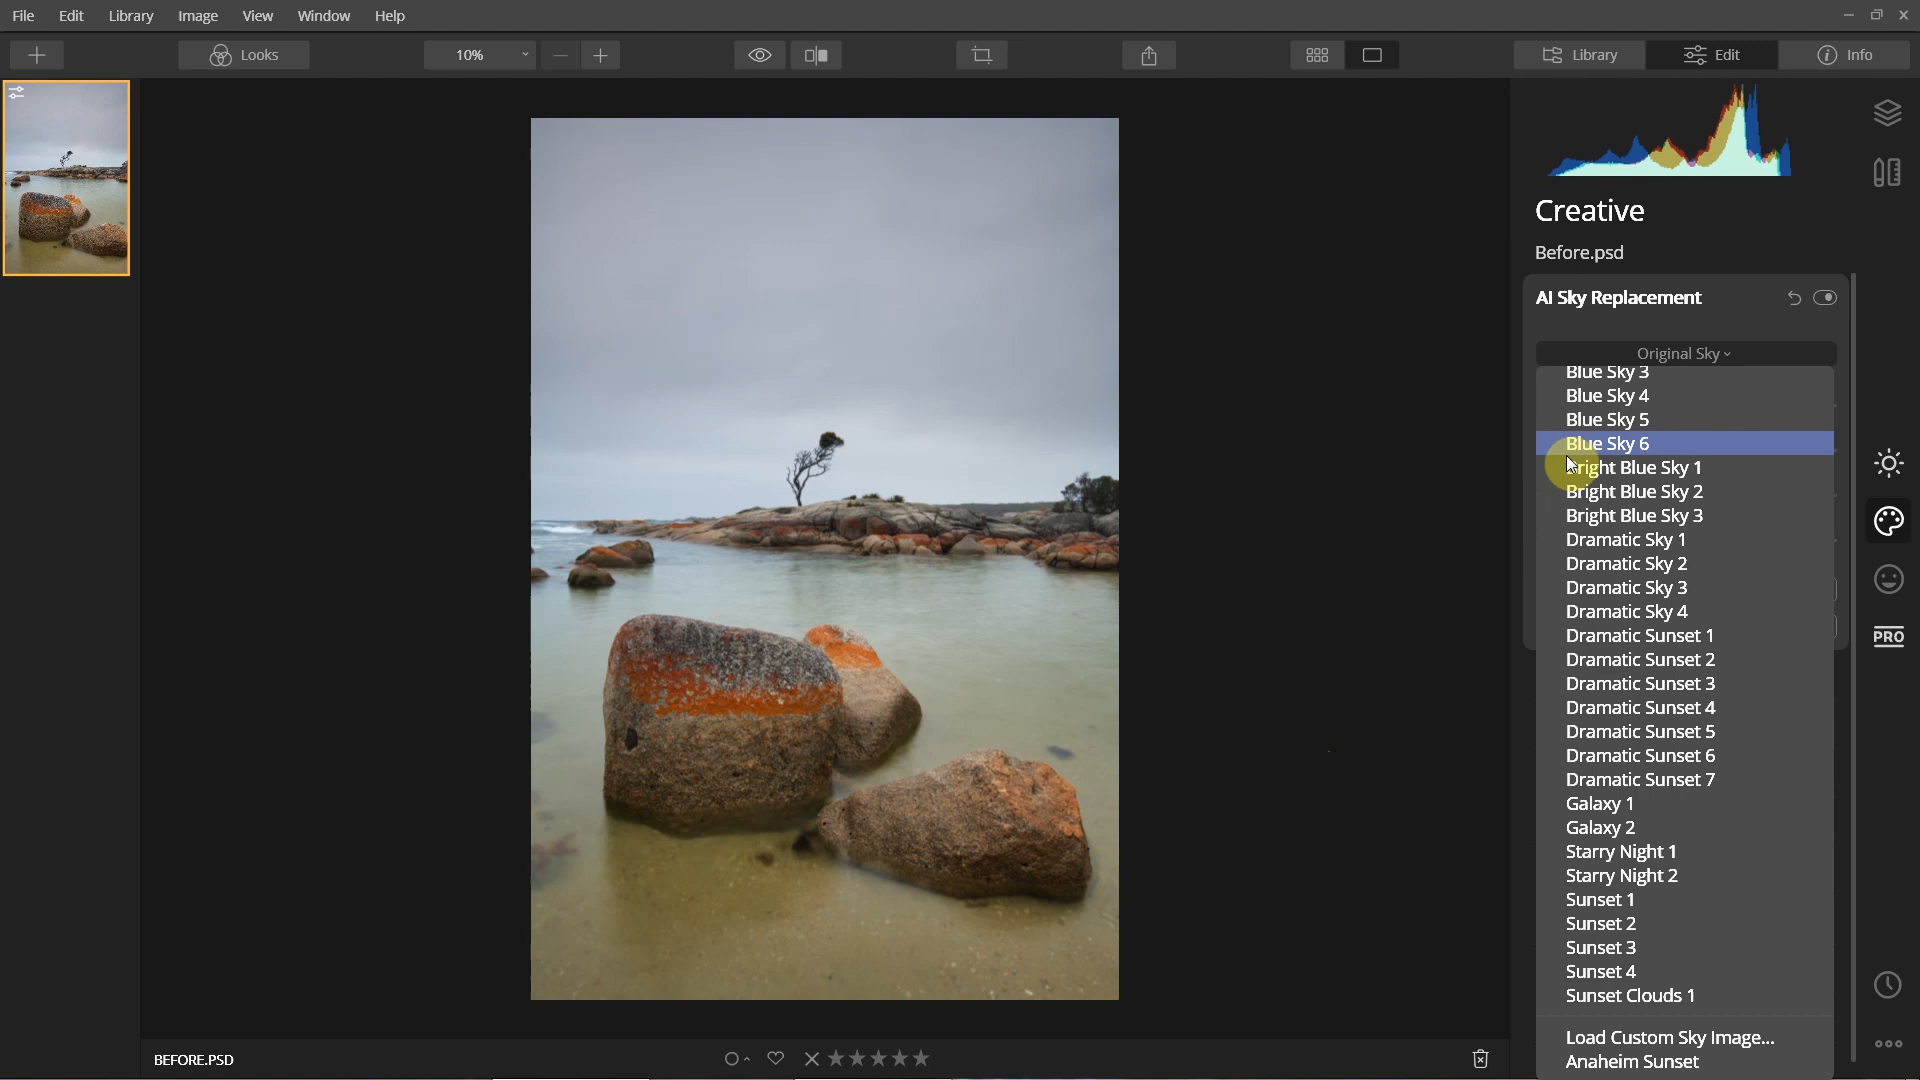 File Edit Library Image View Window Help
Looks 10% Library Edit Info
Creative
Before.psd
AI Sky Replacement
Original Sky
Blue Sky 3
Blue Sky 4
Blue Sky 5
Blue Sky 6
Bright Blue Sky 1
Bright Blue Sky 2
Bright Blue Sky 3
Dramatic Sky 1
Dramatic Sky 2
Dramatic Sky 3
Dramatic Sky 4
PRO
Dramatic Sunset 1
Dramatic Sunset 2
Dramatic Sunset 3
Dramatic Sunset 4
Dramatic Sunset 5
Dramatic Sunset 6
Dramatic Sunset 7
Galaxy 1
Galaxy 2
Starry Night 1
Starry Night 2
Sunset 1
Sunset 2
Sunset 3
Sunset 4
Sunset Clouds 1
Load Custom Sky Image...
Anaheim Sunset
BEFORE.PSD